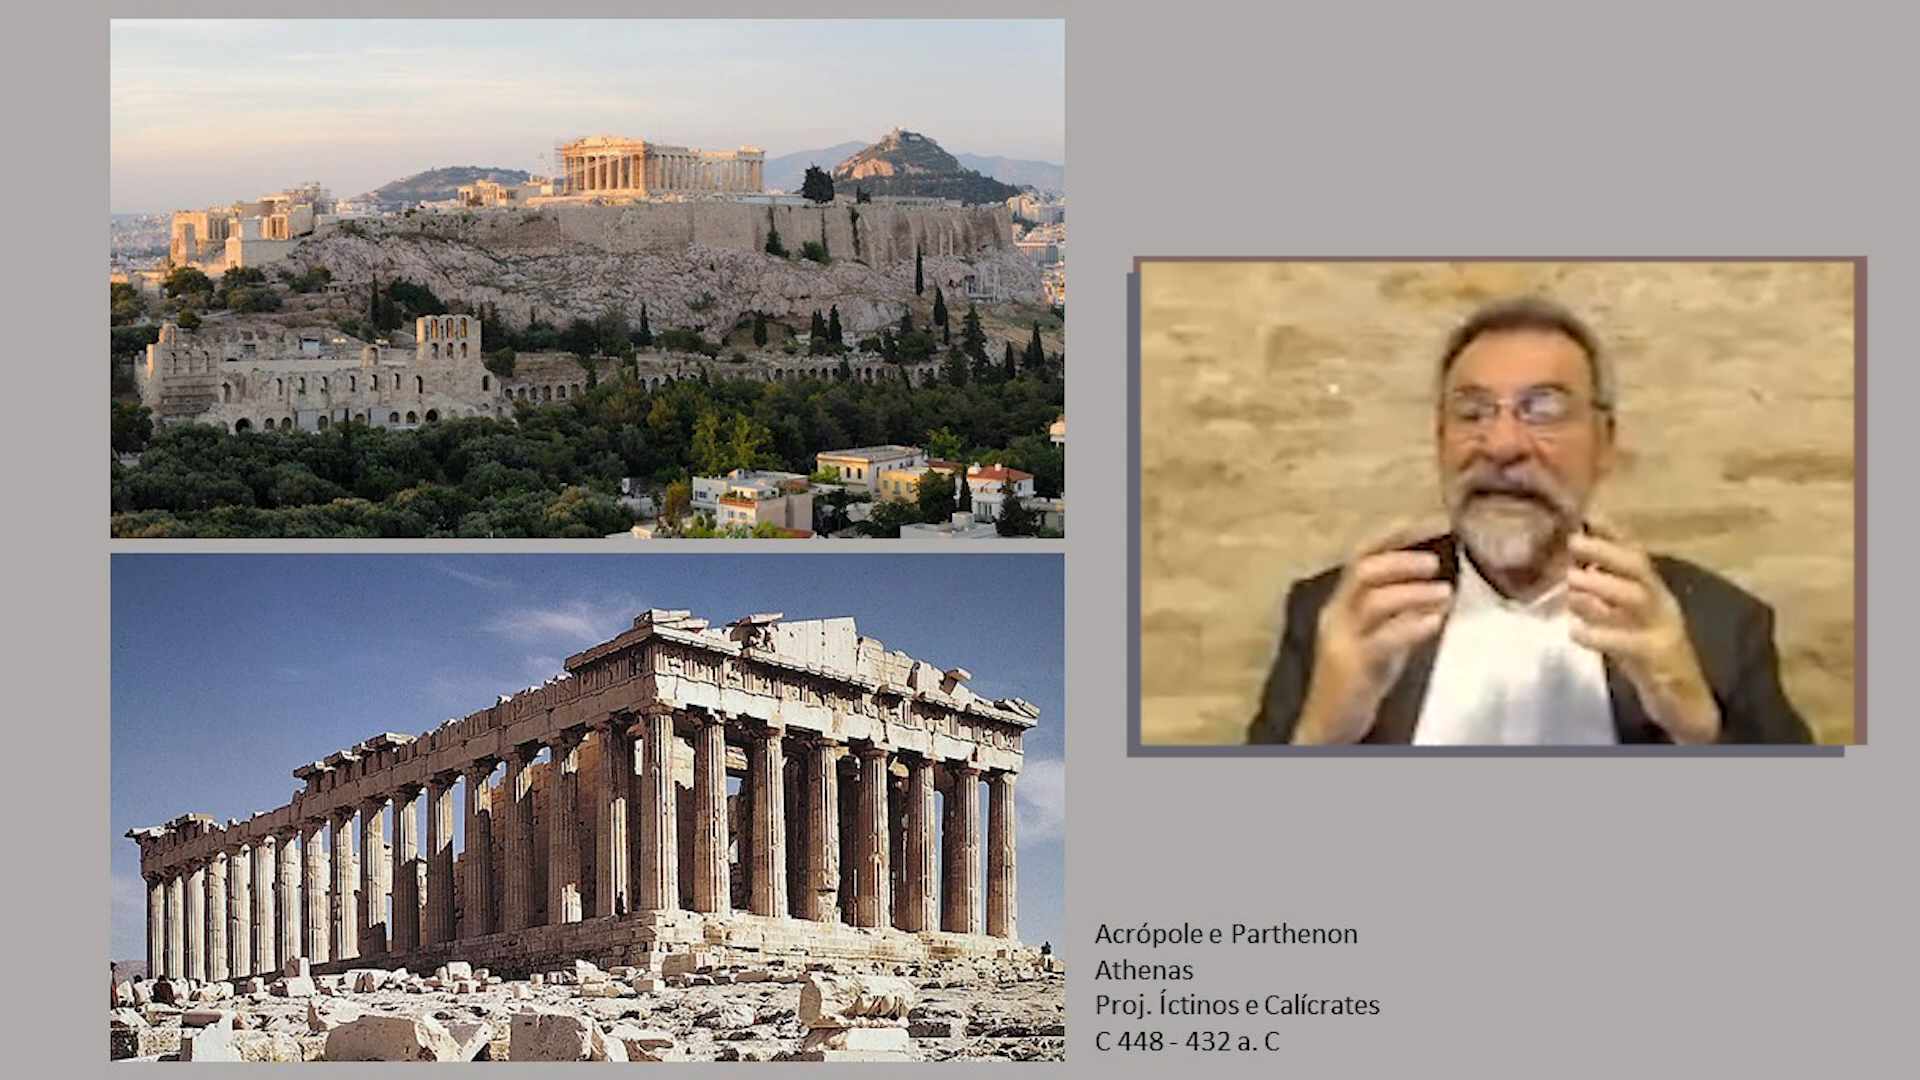 Acrópole e Parthenon
Athenas
Proj. Íctinos e Calícrates
C 448 - 432 a. C